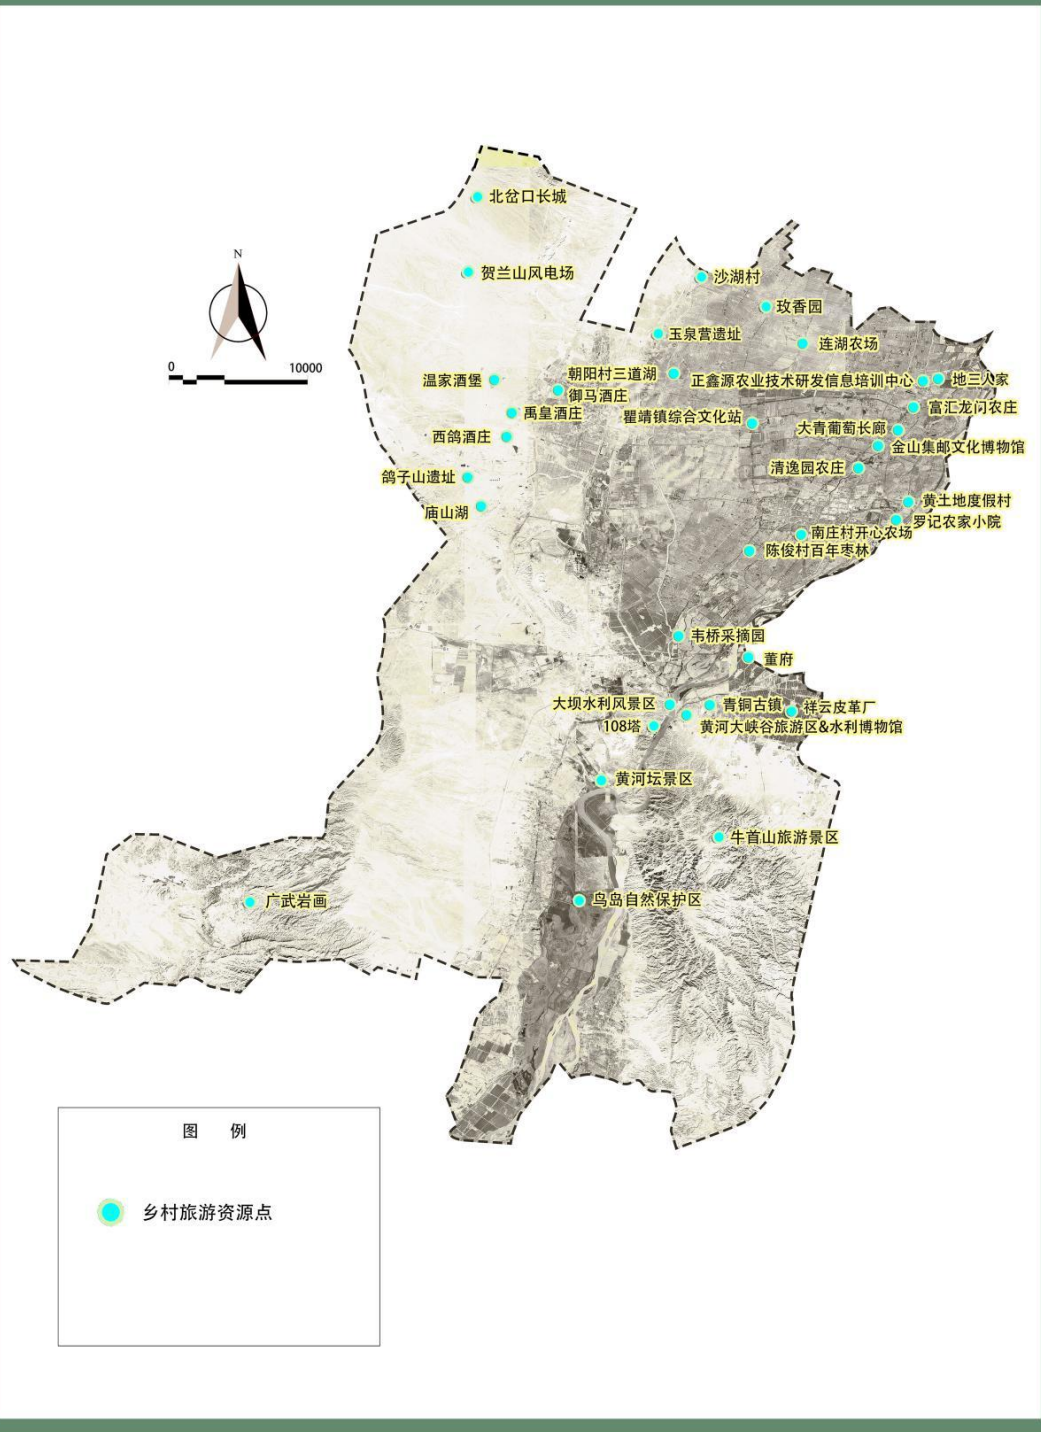 北岔口长城
N
贺兰山风电场
沙湖村
玫香园
玉泉营遗址
连湖农场
0 10000
朝阳村三道湖
温家酒堡
正鑫源农业技术研发信息培训中心
地三人家
御马酒庄
富汇龙门农庄
禹皇酒庄
瞿靖镇综合文化站
大青葡萄长廊
西鸽酒庄
金山集邮文化博物馆
清逸园农庄
鸽子山遗址
黄土地度假村
庙山湖
罗记农家小院
南庄村开心农场
陈俊村百年枣林
韦桥采摘园
董府
大坝水利风景区
青铜古镇
祥云皮革厂
108塔
黄河大峡谷旅游区&水利博物馆
黄河坛景区
牛首山旅游景区
广武岩画
鸟岛自然保护区
图 例
乡村旅游资源点